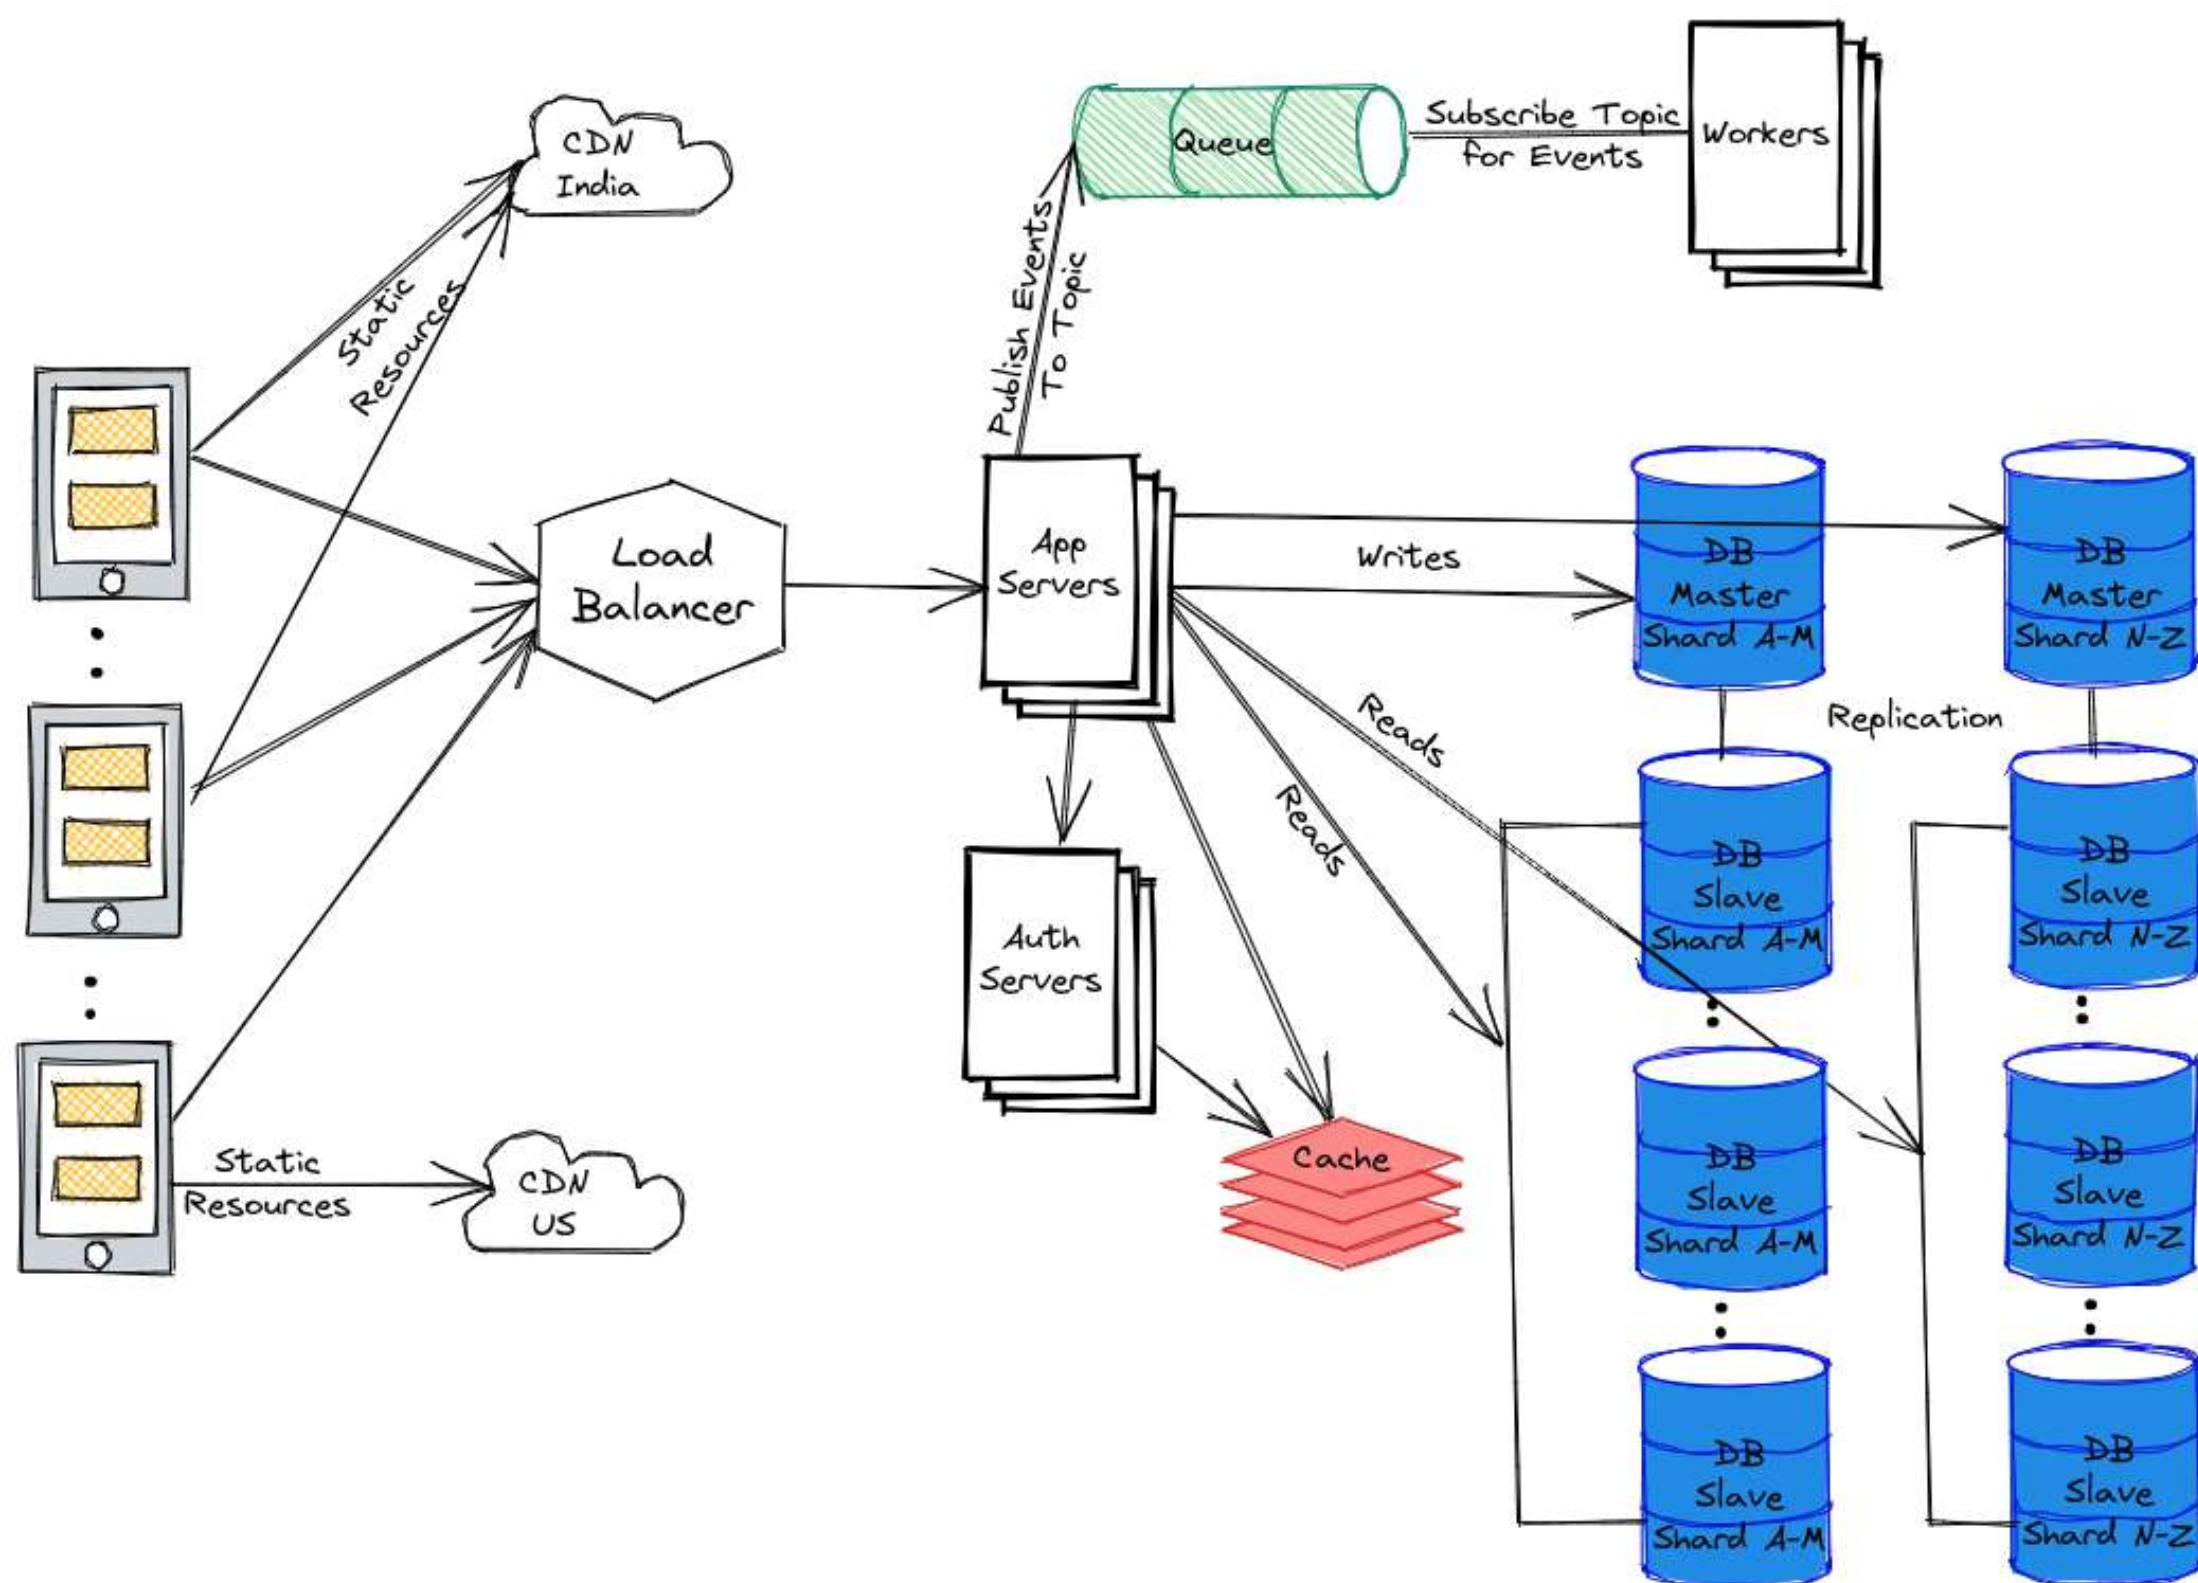 CDN
India
Static
Resources
Load
Balancer
Static
Resources
CDN
US
Queue
Subscribe Topic
for Events
Workers
Publish Events
To Topic
App
Servers
Writes
DB
Master
Shard A-M
DB
Master
Shard N-Z
Replication
Reads
Reads
Auth
Servers
Cache
DB
Slave
Shard A-M
DB
Slave
Shard N-Z
DB
Slave
Shard A-M
DB
Slave
Shard N-Z
DB
Slave
Shard A-M
DB
Slave
Shard N-Z